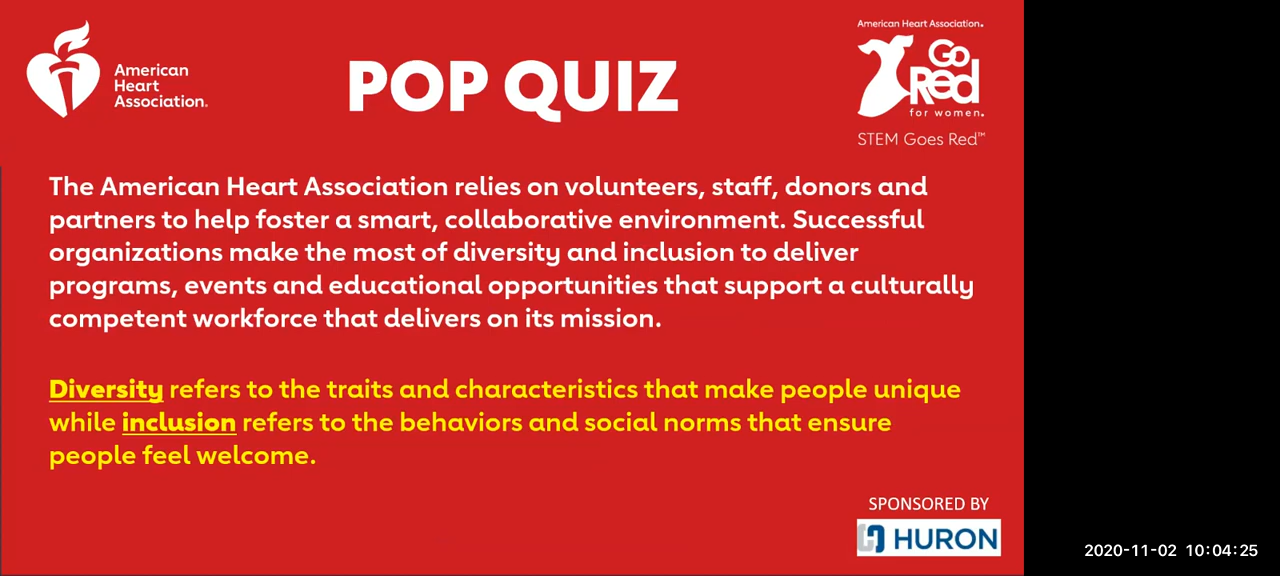 American
Heart
Association.
POP QUIZ
American Heart Association.
Go
Red
for women.
STEM Goes Red™
The American Heart Association relies on volunteers, staff, donors and
partners to help foster a smart, collaborative environment. Successful
organizations make the most of diversity and inclusion to deliver
programs, events and educational opportunities that support a culturally
competent workforce that delivers on its mission.
Diversity refers to the traits and characteristics that make people unique
while inclusion refers to the behaviors and social norms that ensure
people feel welcome.
SPONSORED BY
HURON
2020-11-02 10:04:25